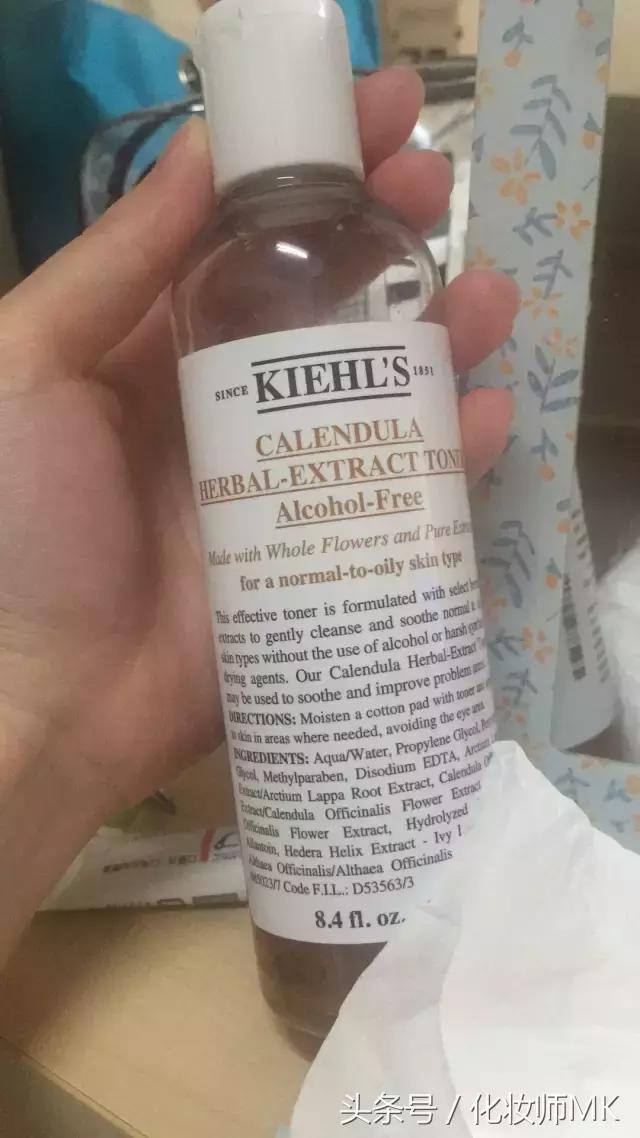 SINCE KIEHL'S 1851
CALENDULA
HERBAL-EXTRACT TONE
Alcohol-Free
Made with Whole Flowers and Pure
for a normal-to-oily skin type
This effective toner is formulated with select
extracts to gently cleanse and soothe normal
skin types without the use of alcohol or harsh
drying agents. Our Calendula Herbal-Extract
may be used to soothe and improve problem
DIRECTIONS: Moisten a cotton pad with toner
to skin in areas where needed, avoiding the eye area.
INGREDIENTS: Aqua/Water, Propylene Glycol,
Glycol, Methylparaben, Disodium EDTA,
Extract/Arctium Lappa Root Extract, Calendula
Extract/Calendula Officinalis Flower Extract
Officinalis Flower Extract, Hydrolyzed
Allantoin, Hedera Helix Extract - Ivy
Althaea Officinalis/Althaea Officinalis
Code F.I.L.: D53563/3
8.4 fl. oz.
头条号 / 化妆师MK